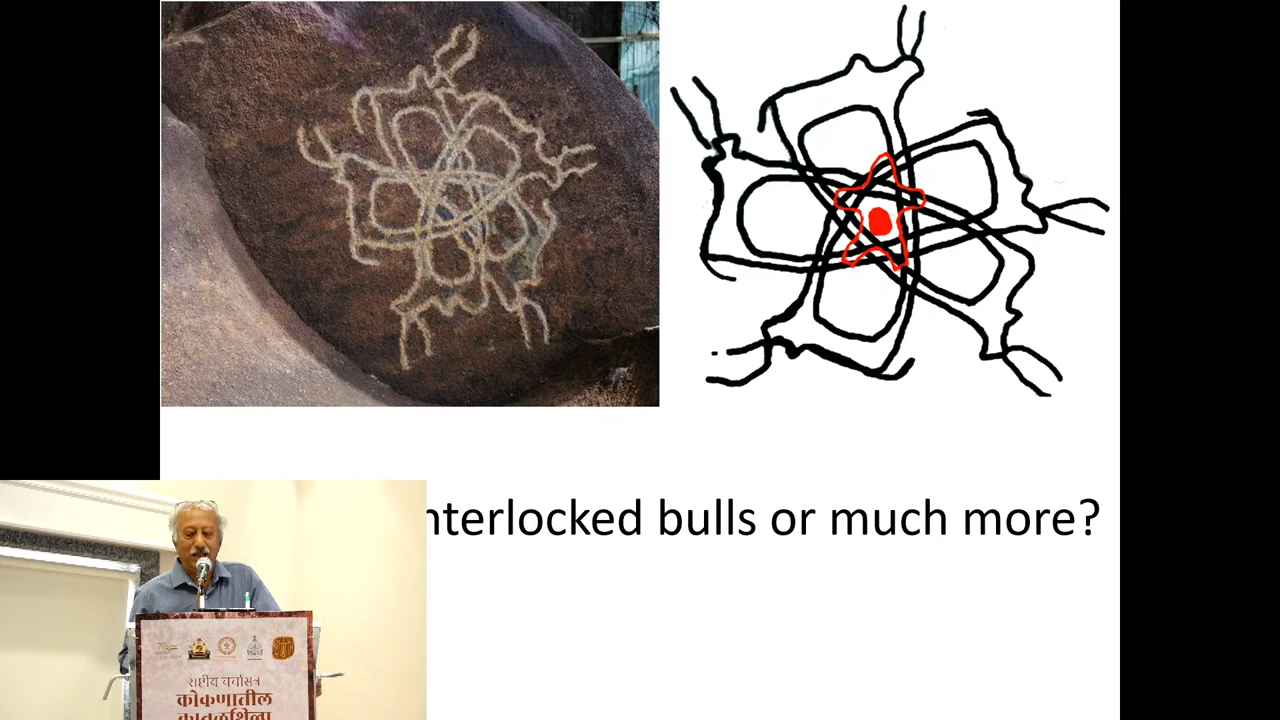 nterlocked bulls or much more?
राष्ट्रीय चर्चासत्र
कोकणातील
कातळशिल्प